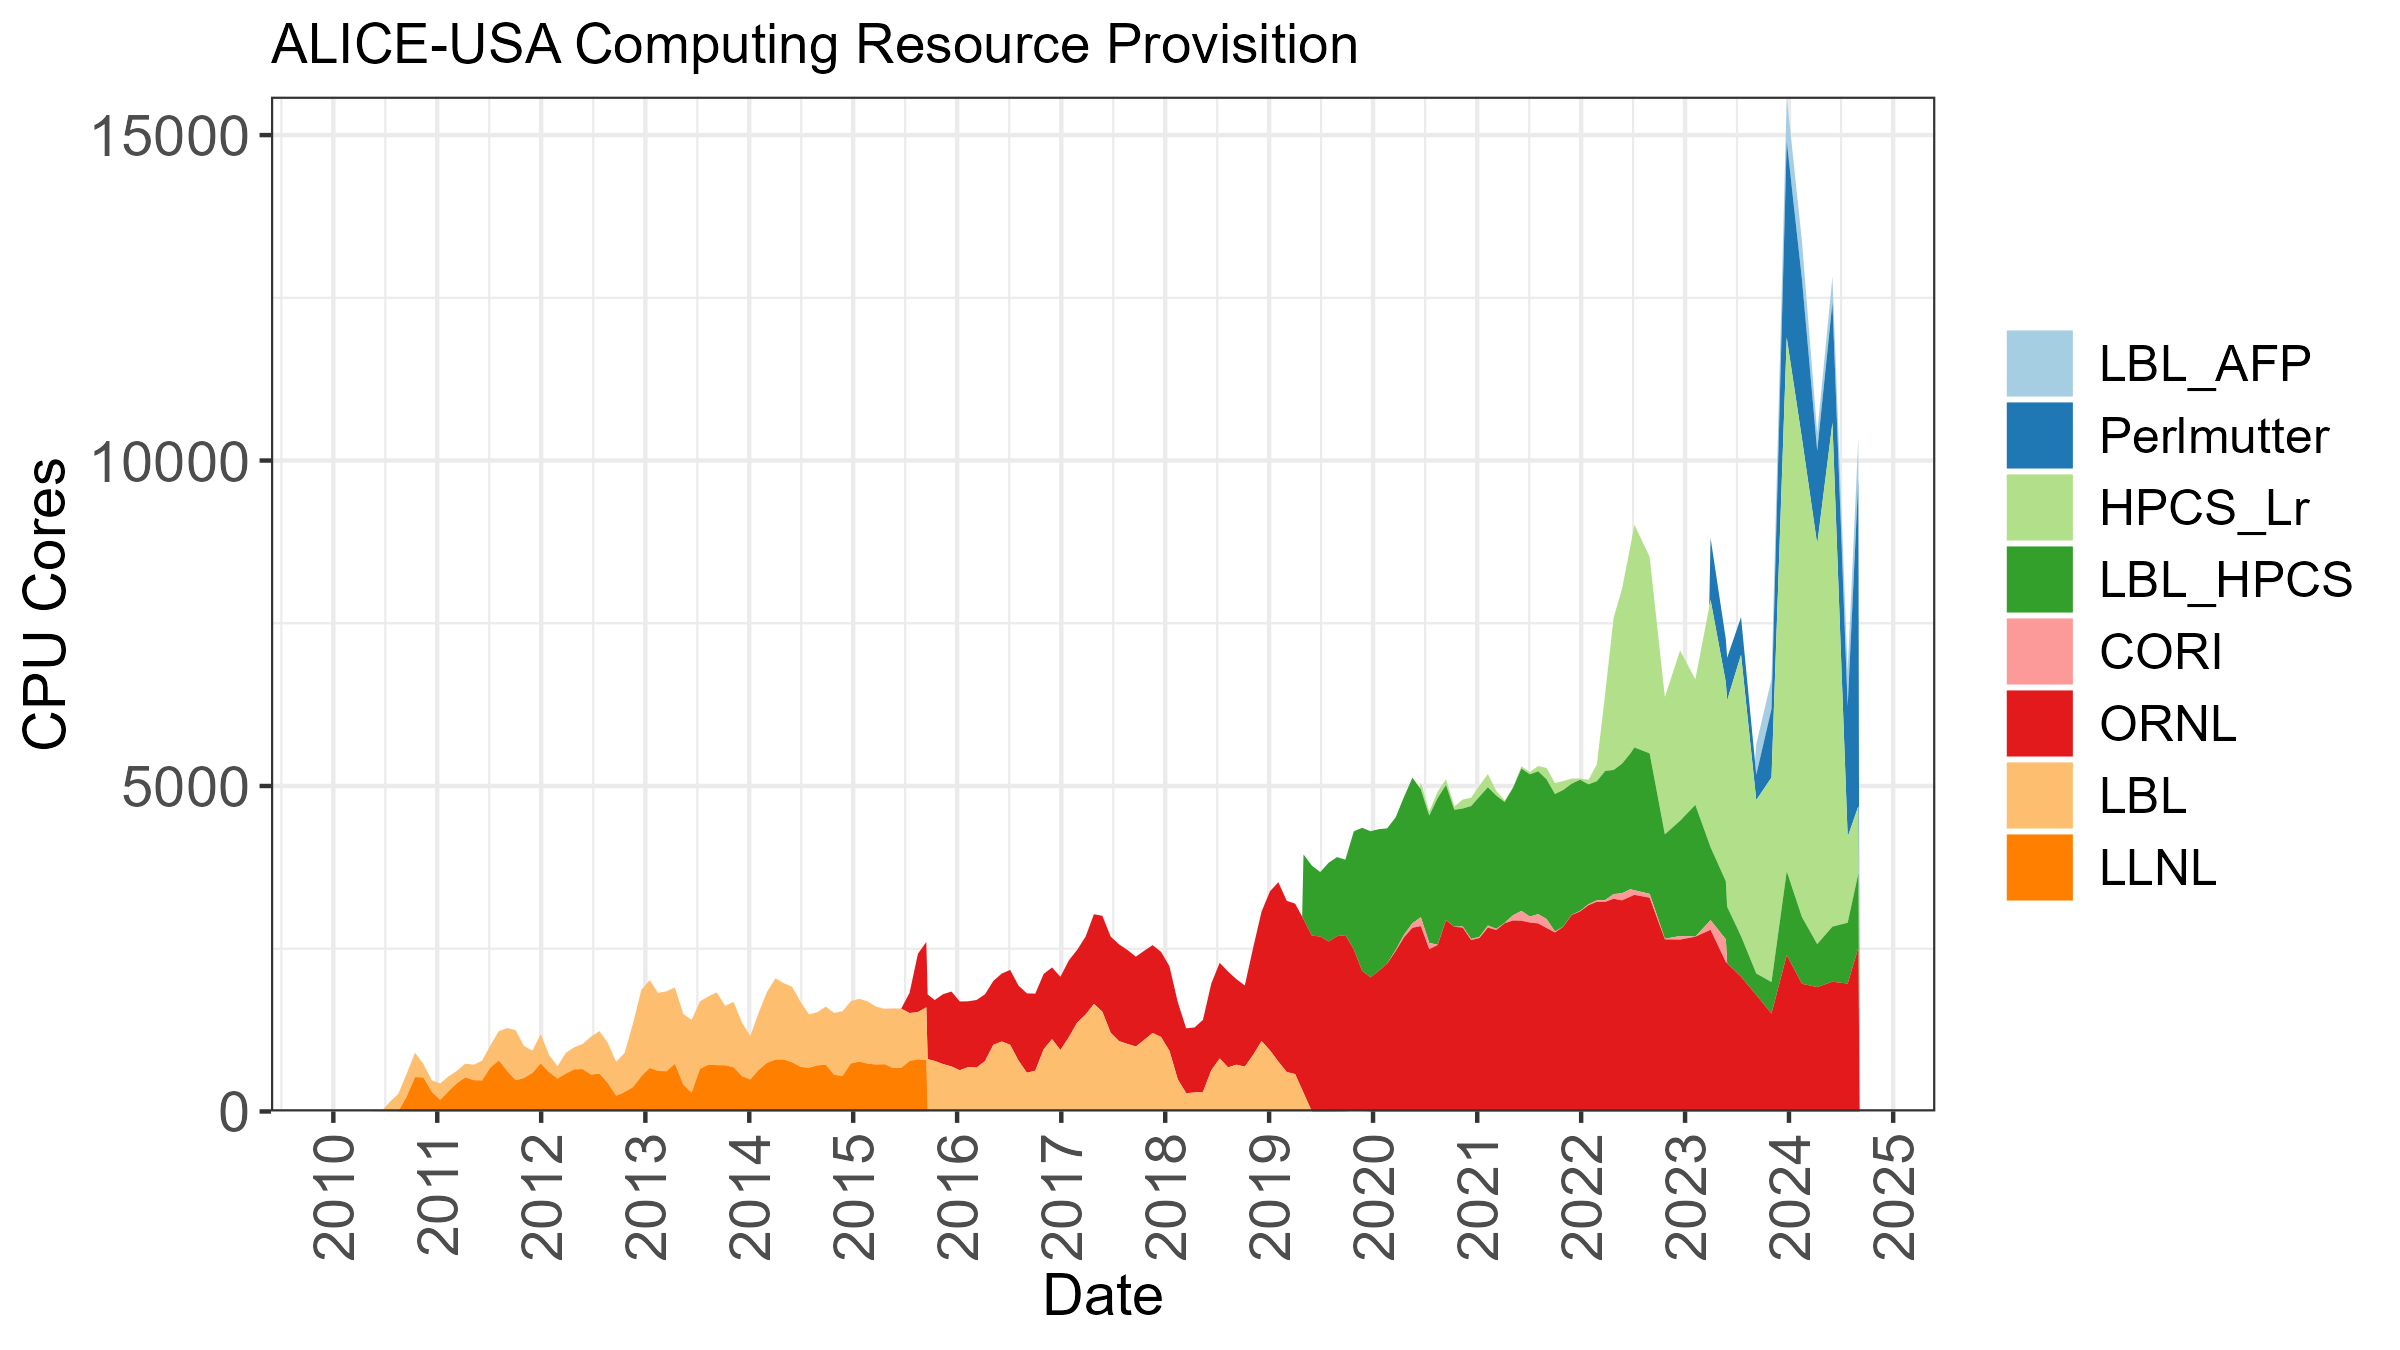 ALICE-USA Computing Resource Provisition
CPU Cores
15000
10000
5000
0
2010
2011
2012
2013
2014
2015
2016
2017
2018
2019
2020
2021
2022
2023
2024
2025
Date
LBL_AFP
Perlmutter
HPCS_Lr
LBL_HPCS
CORI
ORNL
LBL
LLNL